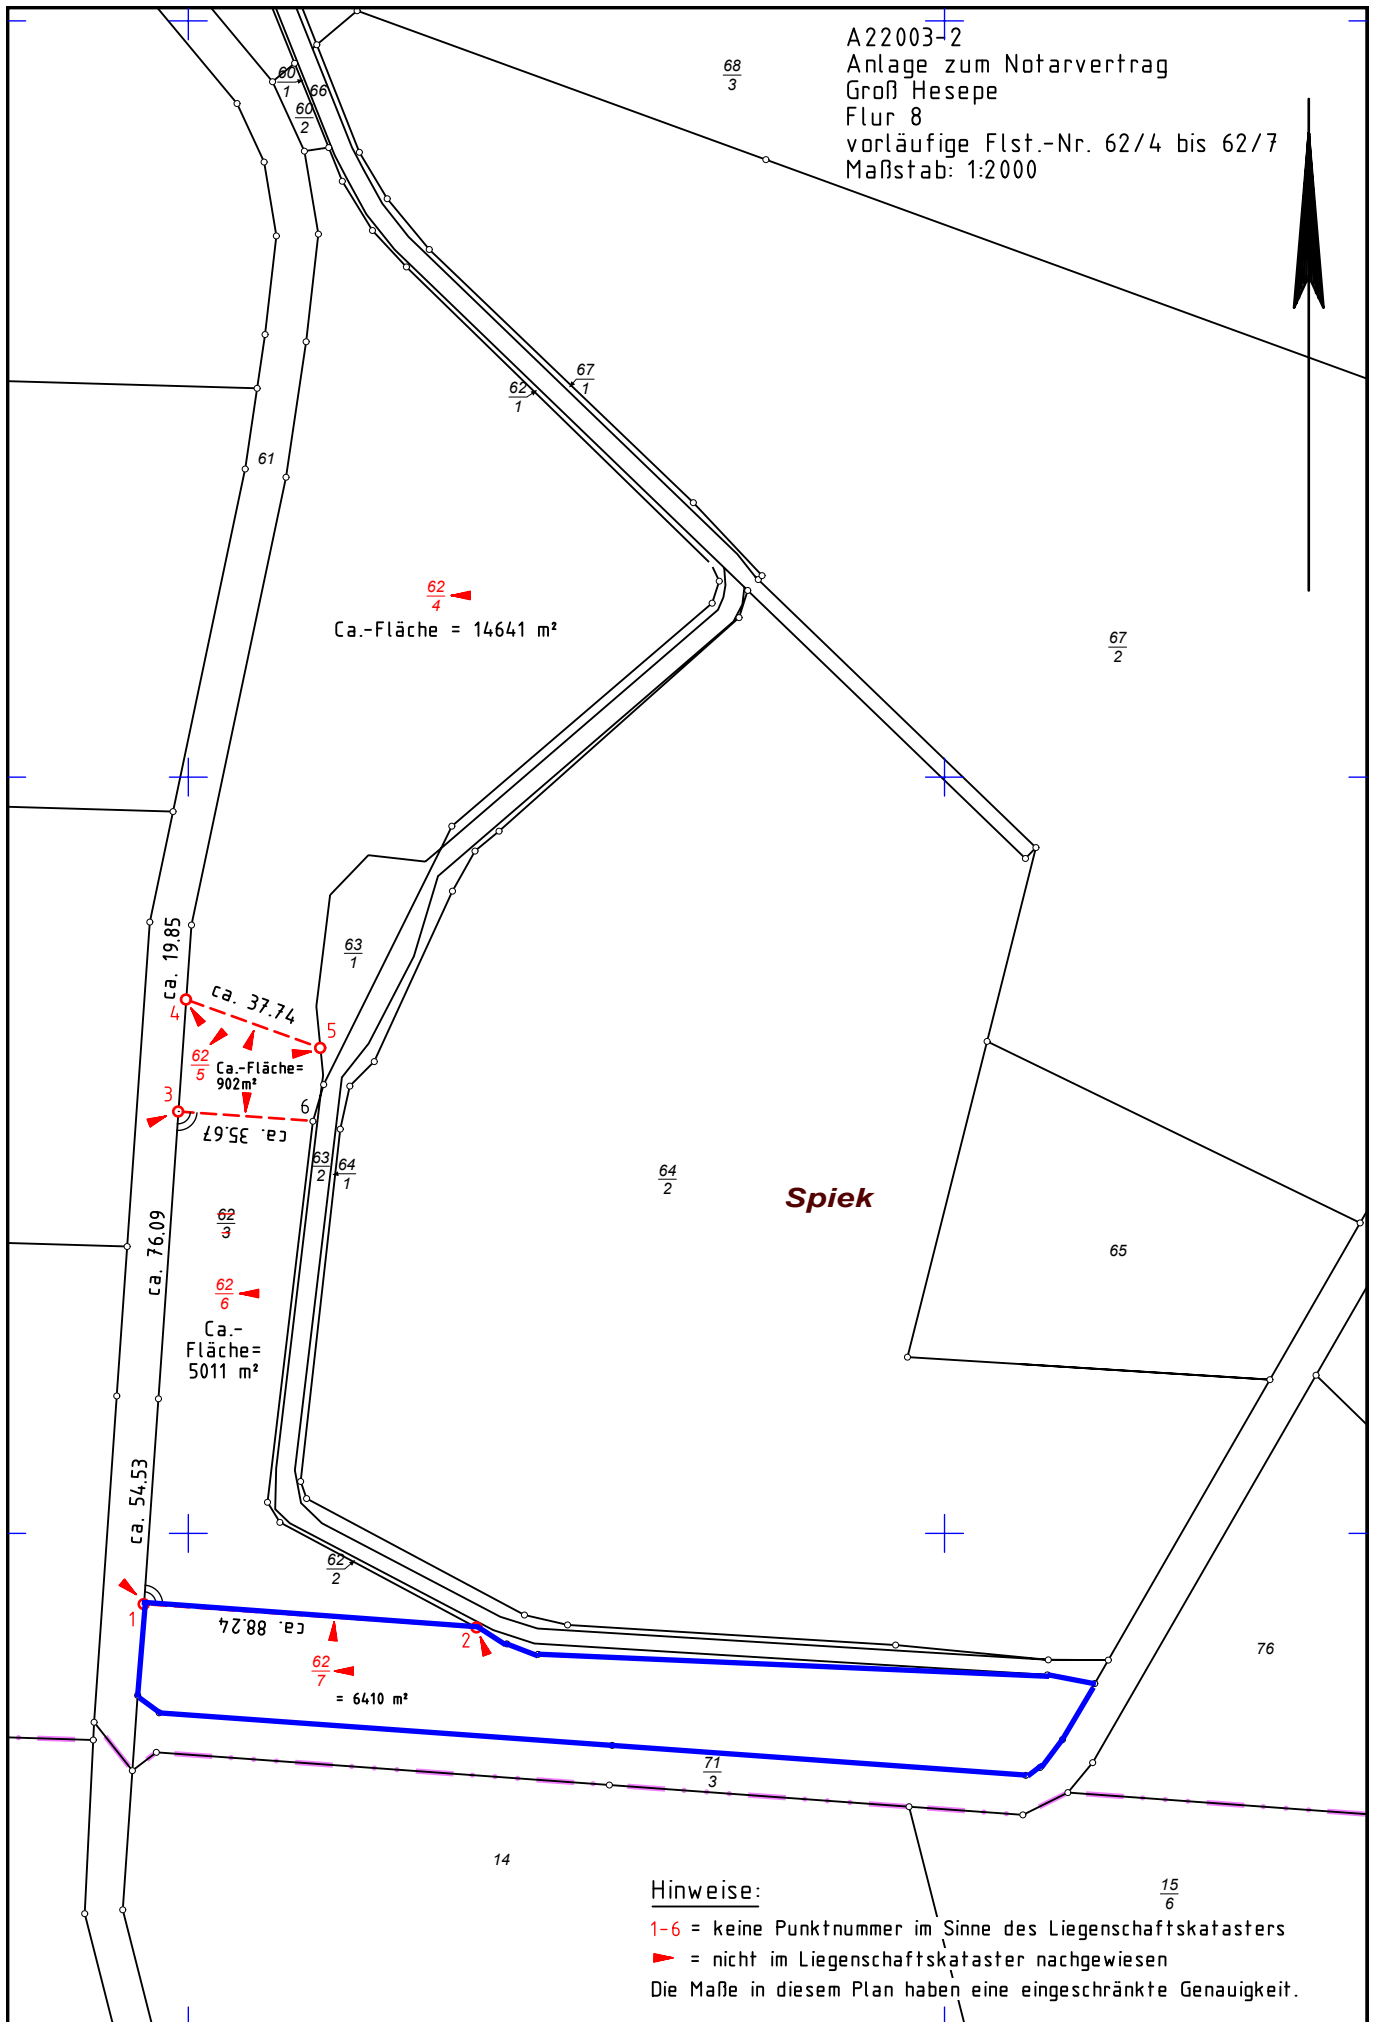 A22003-2
Anlage zum Notarvertrag
Groß Hesepe
Flur 8
vorläufige Flst.-Nr. 62/4 bis 62/7
Maßstab: 1:2000
68
3
60
1
66
60
2
67
1
62
1
61
62
4
Ca.-Fläche = 14641 m²
67
2
ca. 19.85
63
1
ca. 37.74
4
5
62
5
Ca.-Fläche=
902m²
3
6
ca. 35.67
63
2
64
1
64
2
Spiek
62
3
ca. 76.09
65
62
6
Ca.-
Fläche=
5011 m²
ca. 54.53
62
2
1
ca. 88.24
2
76
62
7
= 6410 m²
71
3
14
15
6
Hinweise:
1-6 = keine Punktnummer im Sinne des Liegenschaftskatasters
= nicht im Liegenschaftskataster nachgewiesen
Die Maße in diesem Plan haben eine eingeschränkte Genauigkeit.